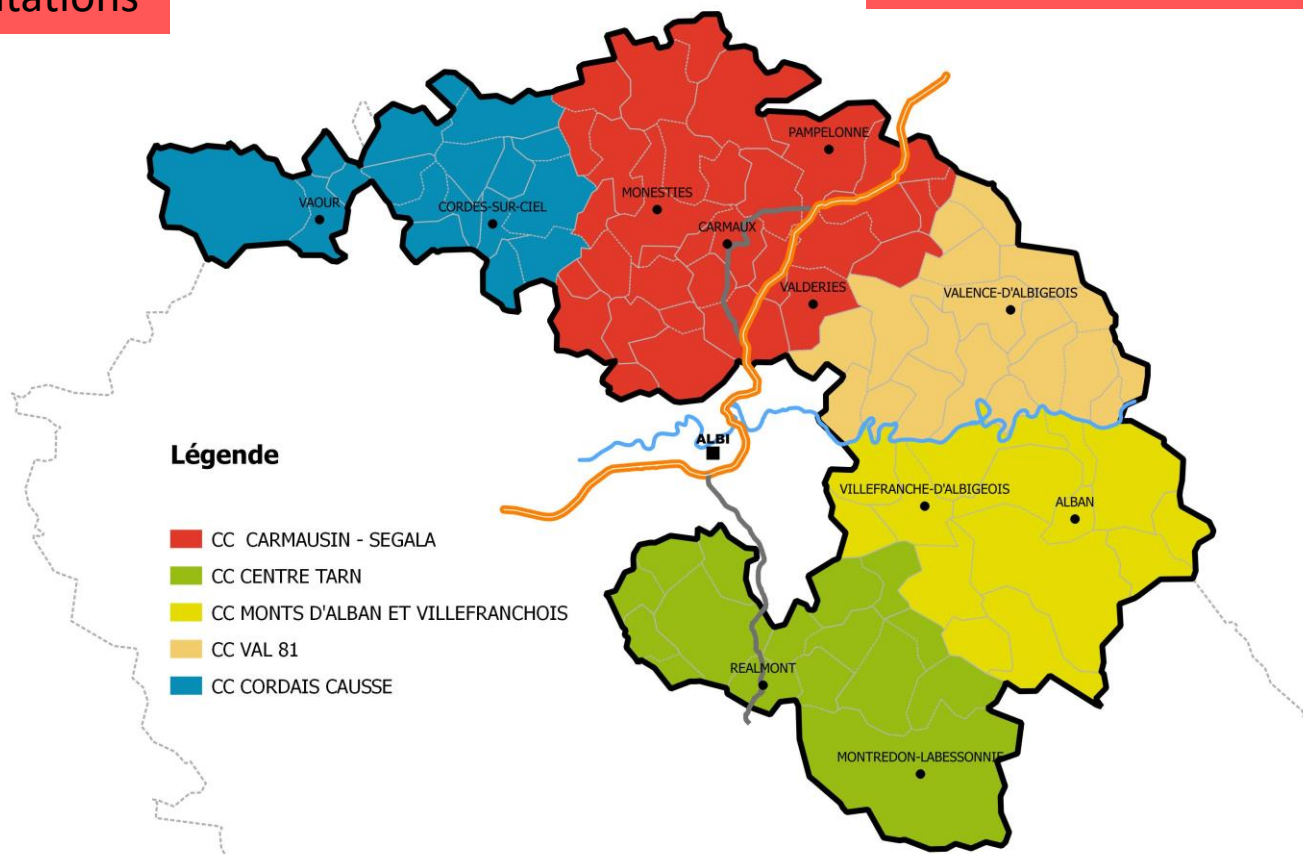 tations
PAMPELONNE
MONESTIES
VAOUR
CORDES-SUR-CIEL
CARMAUX
VALDERIES
VALENCE-D'ALBIGEOIS
ALBI
Légende
VILLEFRANCHE-D'ALBIGEOIS
ALBAN
CC CARMAUSIN - SEGALA
CC CENTRE TARN
CC MONTS D'ALBAN ET VILLEFRANCHOIS
CC VAL 81
CC CORDAIS CAUSSE
REALMONT
MONTREDON-LABESSONNIE